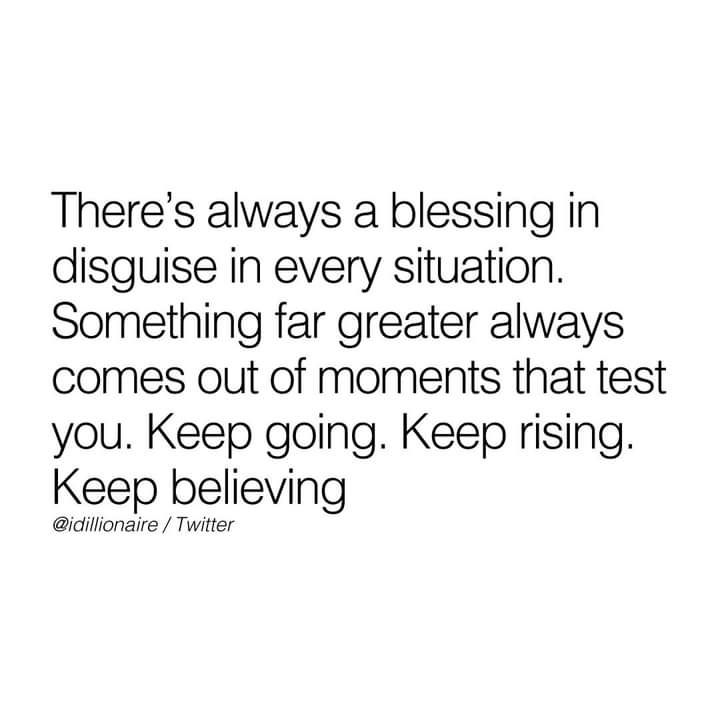 There’s always a blessing in
disguise in every situation.
Something far greater always
comes out of moments that test
you. Keep going. Keep rising.
Keep believing
@idillionaire / Twitter